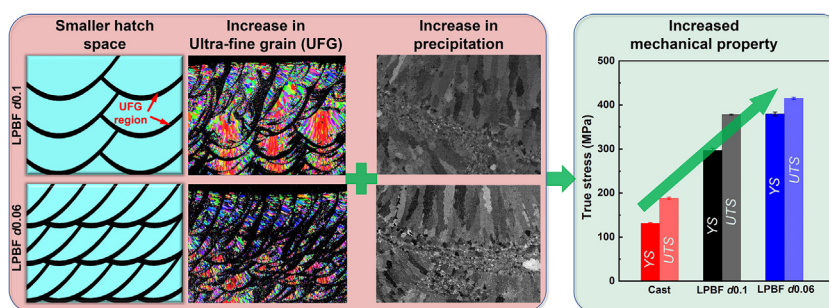 Smaller hatch
space
Increase in
Ultra-fine grain (UFG)
Increase in
precipitation
LPBF d0.1
UFG
region
LPBF d0.06
Increased
mechanical property
True stress (MPa)
500
400
300
200
100
0
YS
UTS
YS
UTS
YS
UTS
Cast
LPBF d0.1
LPBF d0.06